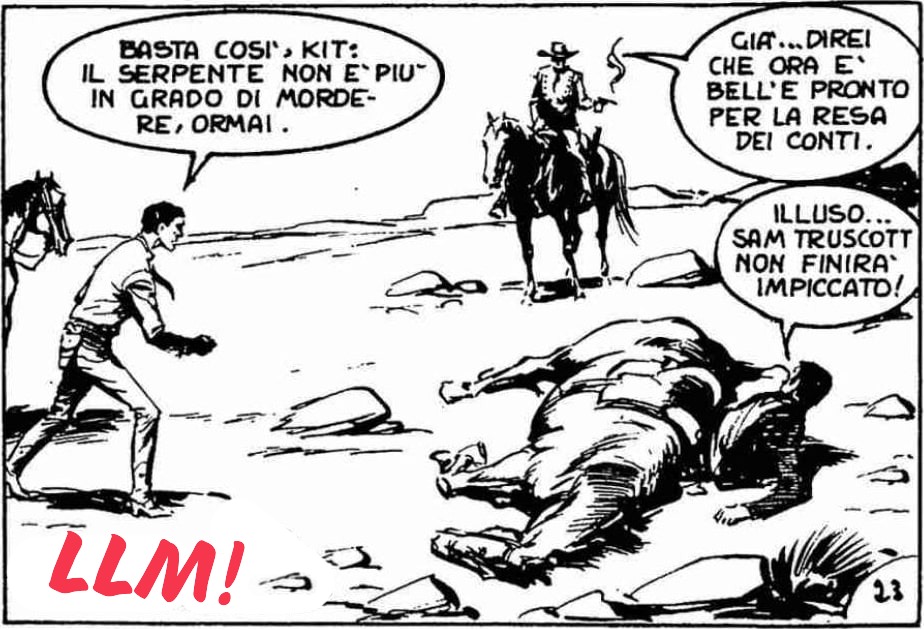 BASTA COSI', KIT:
IL SERPENTE NON E' PIU'
IN GRADO DI MORDE-
RE, ORMAI.
GIA'...DIREI
CHE ORA E'
BELL'E PRONTO
PER LA RESA
DEI CONTI.
ILLUSO...
SAM TRUSCOTT
NON FINIRA'
IMPICCATO!
LLM!
23